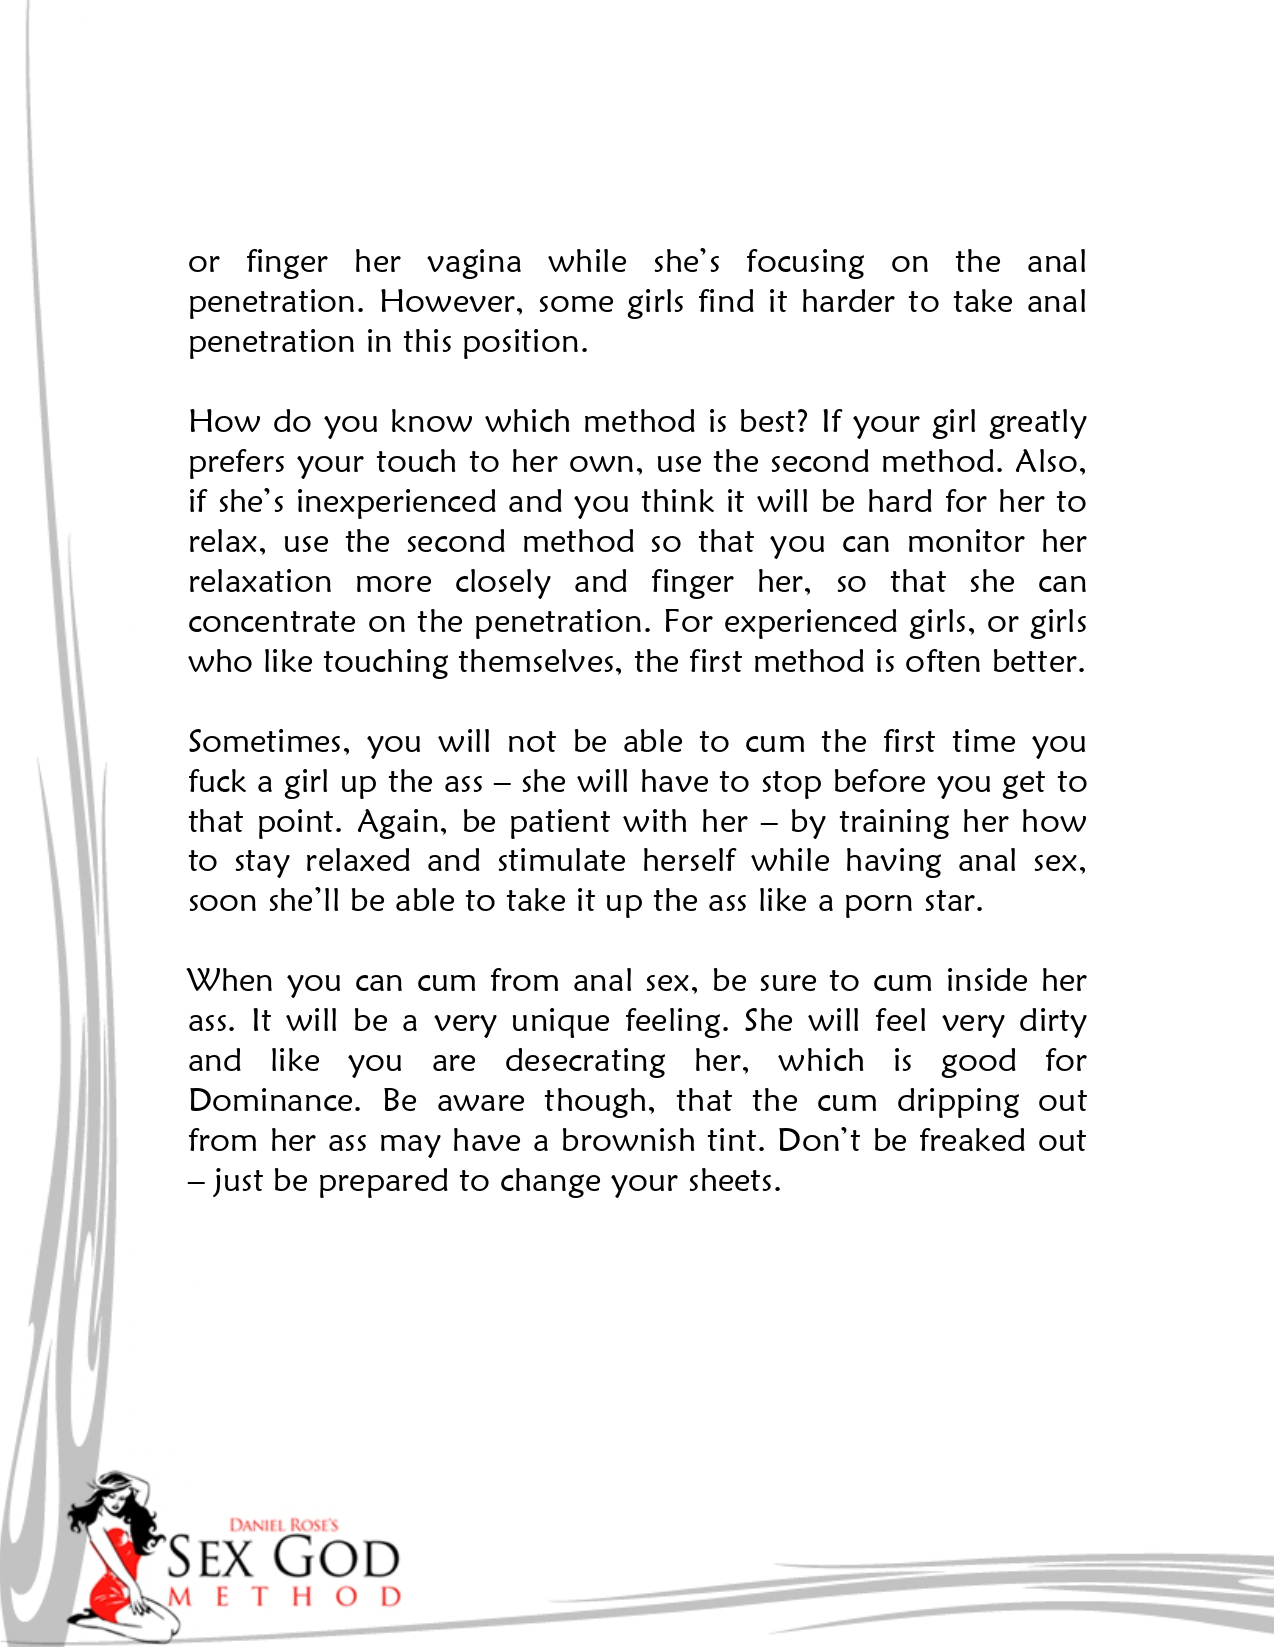 or finger her vagina while she's focusing on the anal
penetration. However, some girls find it harder to take anal
penetration in this position.
How do you know which method is best? If your girl greatly
prefers your touch to her own, use the second method. Also,
if she's inexperienced and you think it will be hard for her to
relax, use the second method so that you can monitor her
relaxation more closely and finger her, so that she can
concentrate on the penetration. For experienced girls, or girls
who like touching themselves, the first method is often better.
Sometimes, you will not be able to cum the first time you
fuck a girl up the ass – she will have to stop before you get to
that point. Again, be patient with her – by training her how
to stay relaxed and stimulate herself while having anal sex,
soon she'll be able to take it up the ass like a porn star.
When you can cum from anal sex, be sure to cum inside her
ass. It will be a very unique feeling. She will feel very dirty
and like you are desecrating her, which is good for
Dominance. Be aware though, that the cum dripping out
from her ass may have a brownish tint. Don't be freaked out
– just be prepared to change your sheets.
DANIEL ROSE'S
SEX GOD
METHOD